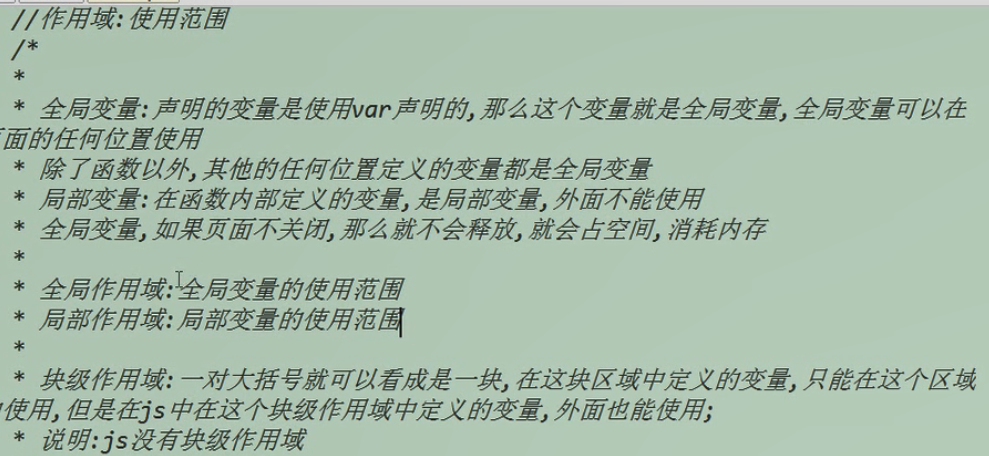 //作用域:使用范围
/*
*
* 全局变量:声明的变量是使用var声明的,那么这个变量就是全局变量,全局变量可以在
面的任何位置使用
* 除了函数以外,其他的任何位置定义的变量都是全局变量
* 局部变量:在函数内部定义的变量,是局部变量,外面不能使用
* 全局变量,如果页面不关闭,那么就不会释放,就会占空间,消耗内存
*
* 全局作用域:全局变量的使用范围
* 局部作用域:局部变量的使用范围
*
* 块级作用域:一对大括号就可以看成是一块,在这块区域中定义的变量,只能在这个区域
使用,但是在js中在这个块级作用域中定义的变量,外面也能使用;
* 说明:js没有块级作用域